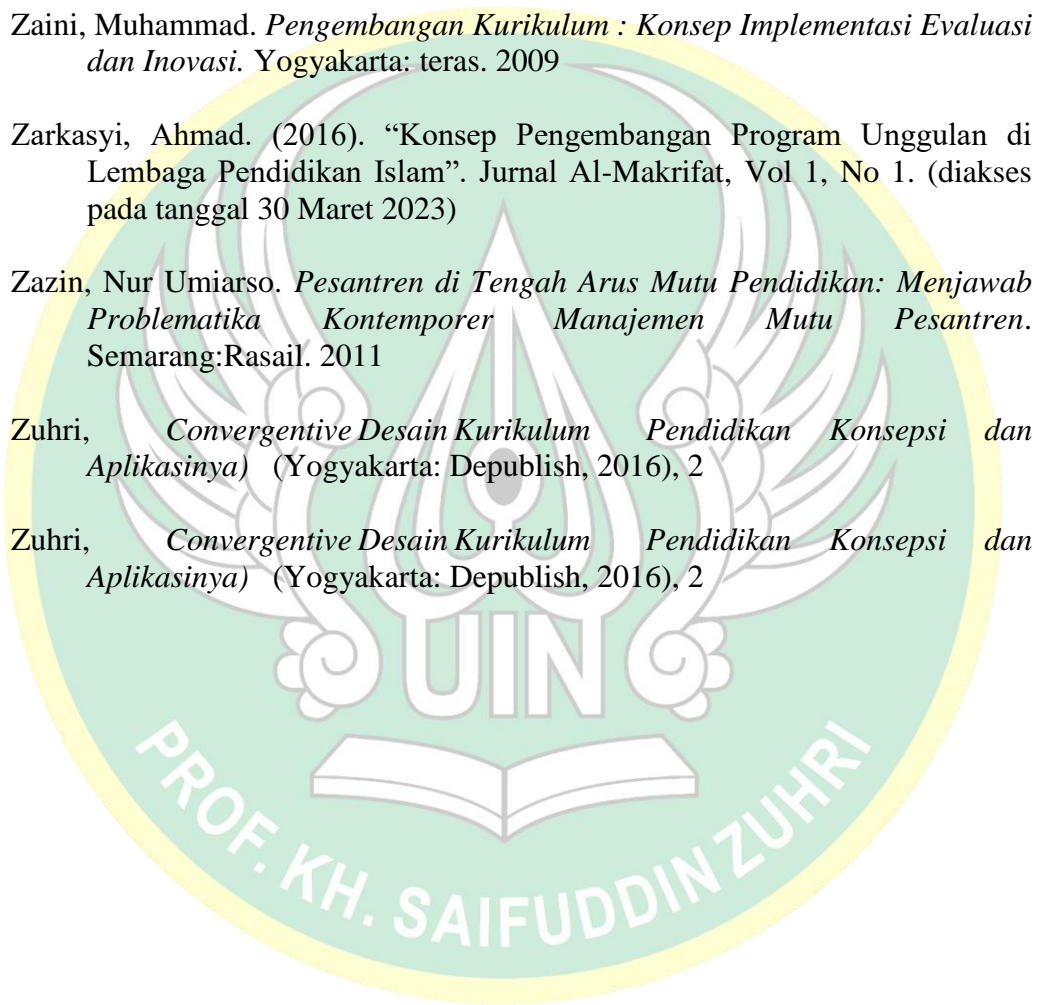 Zaini, Muhammad. Pengembangan Kurikulum : Konsep Implementasi Evaluasi
dan Inovasi. Yogyakarta: teras. 2009
Zarkasyi, Ahmad. (2016). “Konsep Pengembangan Program Unggulan di
Lembaga Pendidikan Islam”. Jurnal Al-Makrifat, Vol 1, No 1. (diakses
pada tanggal 30 Maret 2023)
Zazin, Nur Umiarso. Pesantren di Tengah Arus Mutu Pendidikan: Menjawab
Problematika Kontemporer Manajemen Mutu Pesantren.
Semarang:Rasail. 2011
Zuhri, Convergentive Desain Kurikulum Pendidikan Konsepsi dan
Aplikasinya) (Yogyakarta: Depublish, 2016), 2
Zuhri, Convergentive Desain Kurikulum Pendidikan Konsepsi dan
Aplikasinya) (Yogyakarta: Depublish, 2016), 2
UIN
PROF. KH. SAIFUDDIN ZUHRI